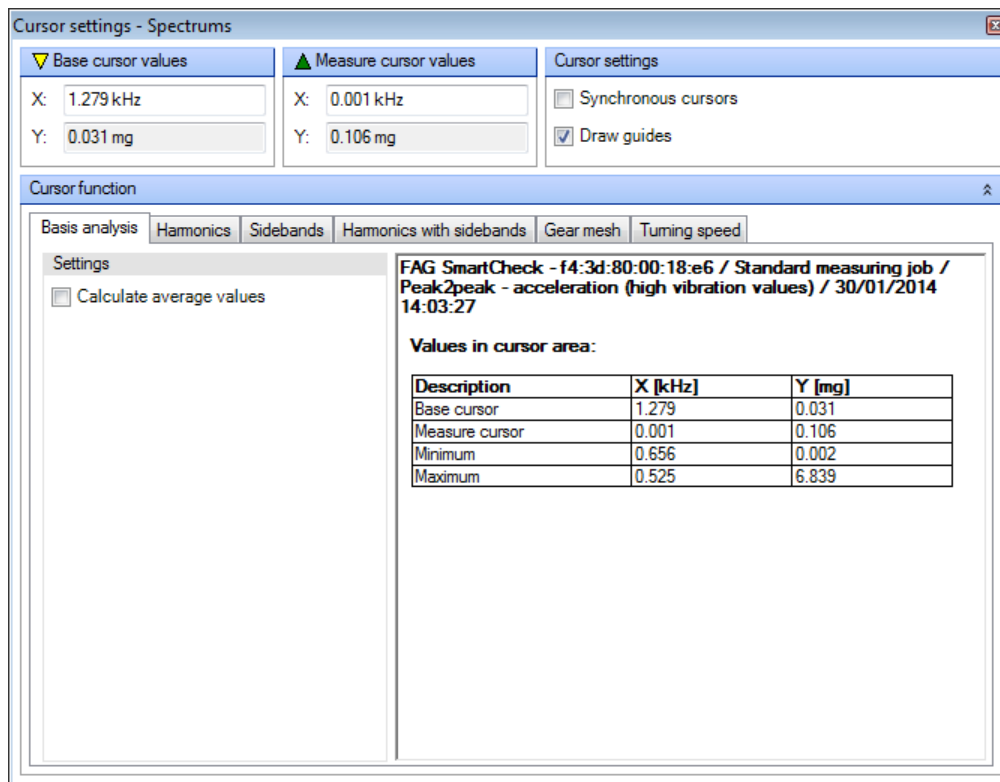 Cursor settings - Spectrums
Base cursor values
X: 1.279 kHz
Y: 0.031 mg
Measure cursor values
X: 0.001 kHz
Y: 0.106 mg
Cursor settings
Synchronous cursors
Draw guides
Cursor function
Basis analysis Harmonics Sidebands Harmonics with sidebands Gear mesh Turning speed
Settings
Calculate average values
FAG SmartCheck - f4:3d:80:00:18:e6 / Standard measuring job /
Peak2peak - acceleration (high vibration values) / 30/01/2014
14:03:27
Values in cursor area:
Description X [kHz] Y [mg]
Base cursor 1.279 0.031
Measure cursor 0.001 0.106
Minimum 0.656 0.002
Maximum 0.525 6.839